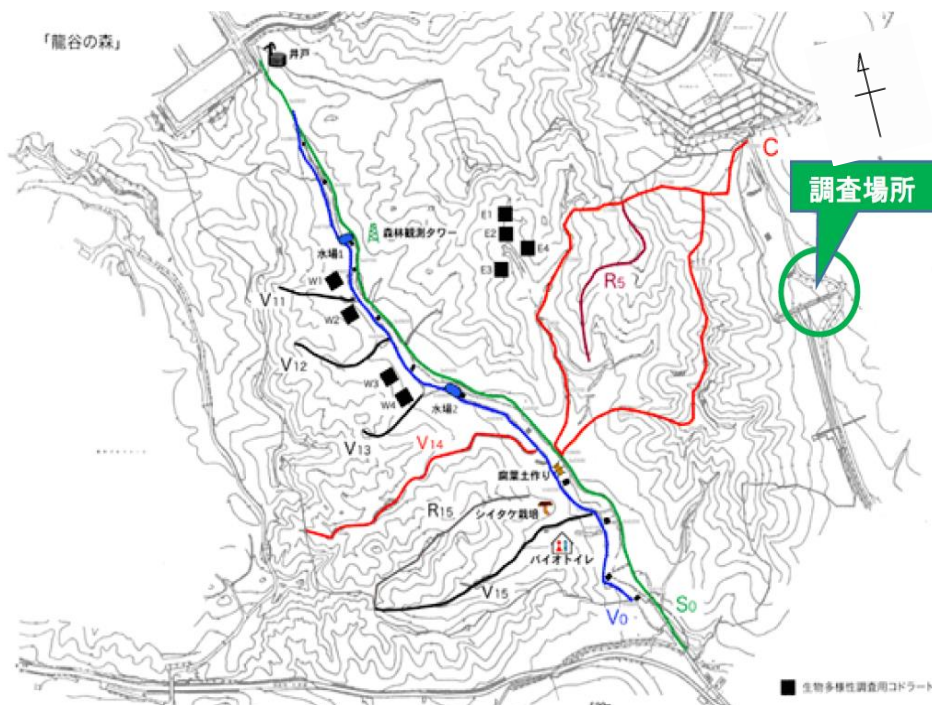 「龍谷の森」
井戸
C
調査場所
森林観測タワー
水場1
E1
E2
E4
E3
R5
W1
V11
W2
V12
W3
W4
水場2
V13
V14
腐葉土作り
R15
シイタケ栽培
バイオトイレ
V15
S0
V0
生物多様性調査用コドラート